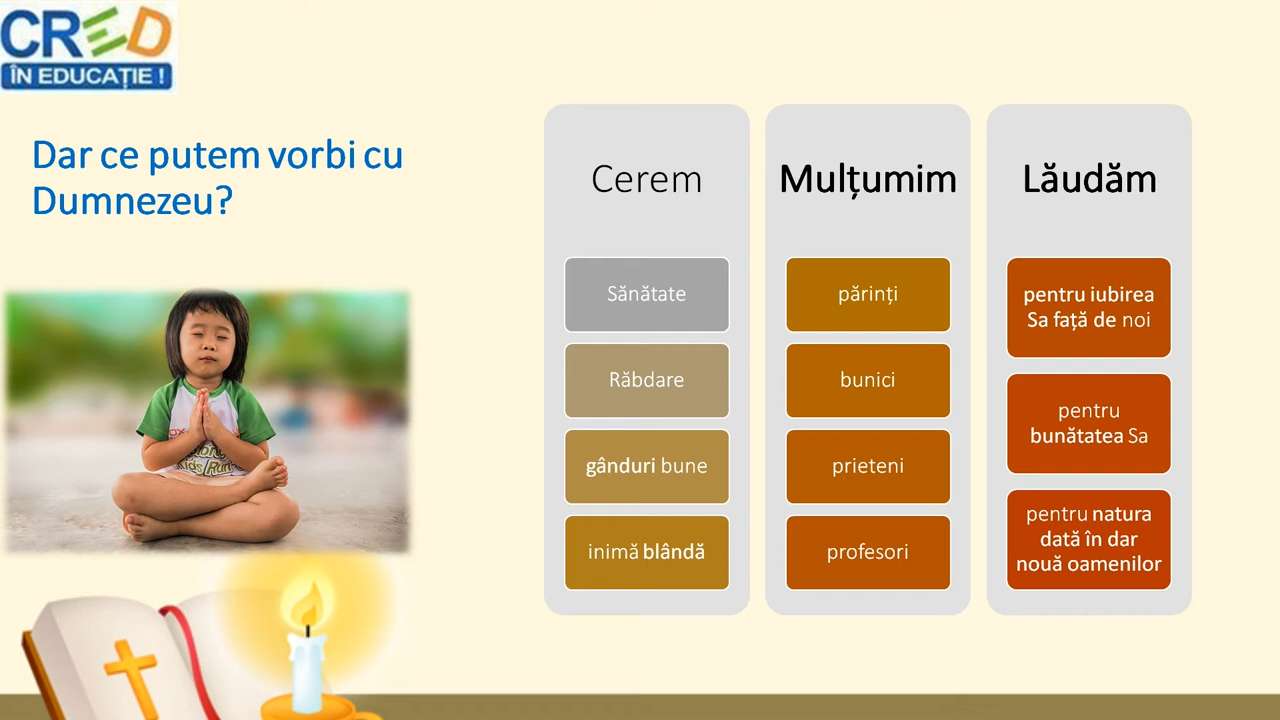 CRED
ÎN EDUCAȚIE !
Dar ce putem vorbi cu
Dumnezeu?
Cerem
Sănătate
Răbdare
gânduri bune
inimă blândă
Mulțumim
părinți
bunici
prieteni
profesori
Lăudăm
pentru iubirea
Sa față de noi
pentru
bunătatea Sa
pentru natura
dată în dar
nouă oamenilor
Kids Run